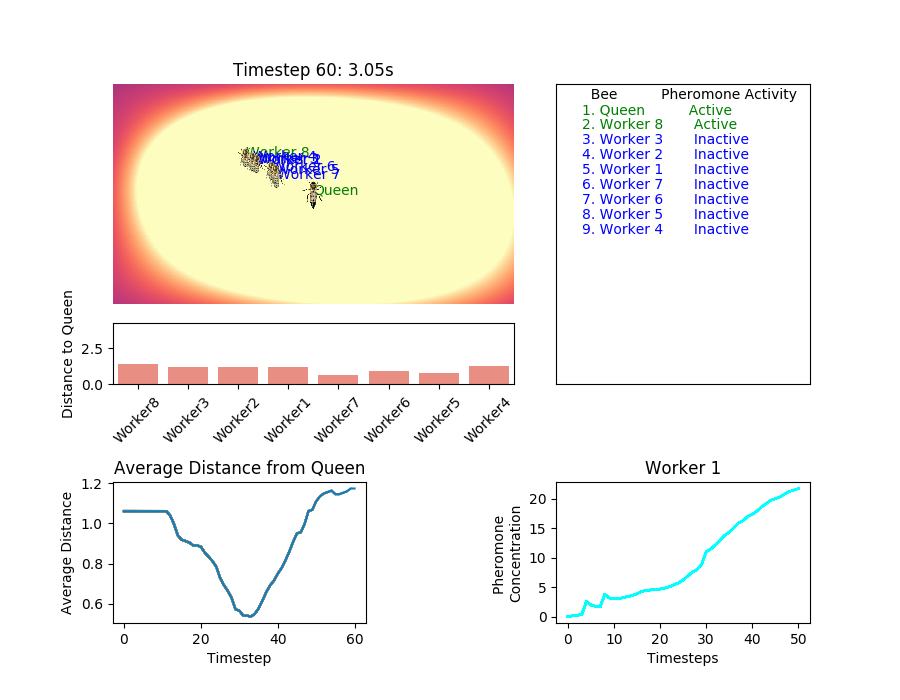 Timestep 60: 3.05s
Worker 8
Worker 6
Worker 7
Queen
Bee Pheromone Activity
1. Queen Active
2. Worker 8 Active
3. Worker 3 Inactive
4. Worker 2 Inactive
5. Worker 1 Inactive
6. Worker 7 Inactive
7. Worker 6 Inactive
8. Worker 5 Inactive
9. Worker 4 Inactive
Distance to Queen
2.5
0.0
Worker8
Worker3
Worker2
Worker1
Worker7
Worker6
Worker5
Worker4
Average Distance from Queen
Average Distance
1.2
1.0
0.8
0.6
0 20 40 60
Timestep
Worker 1
Pheromone
Concentration
20
15
10
5
0
0 10 20 30 40 50
Timesteps